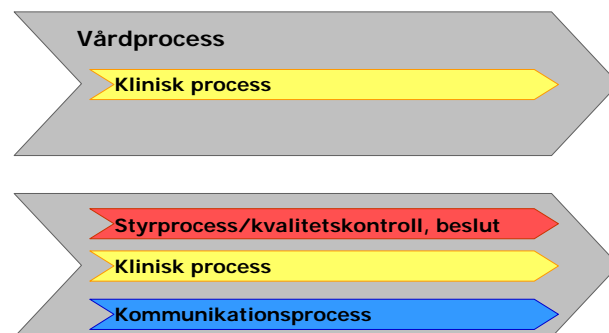 Vårdprocess
Klinisk process
Styrprocess/kvalitetskontroll, beslut
Klinisk process
Kommunikationsprocess